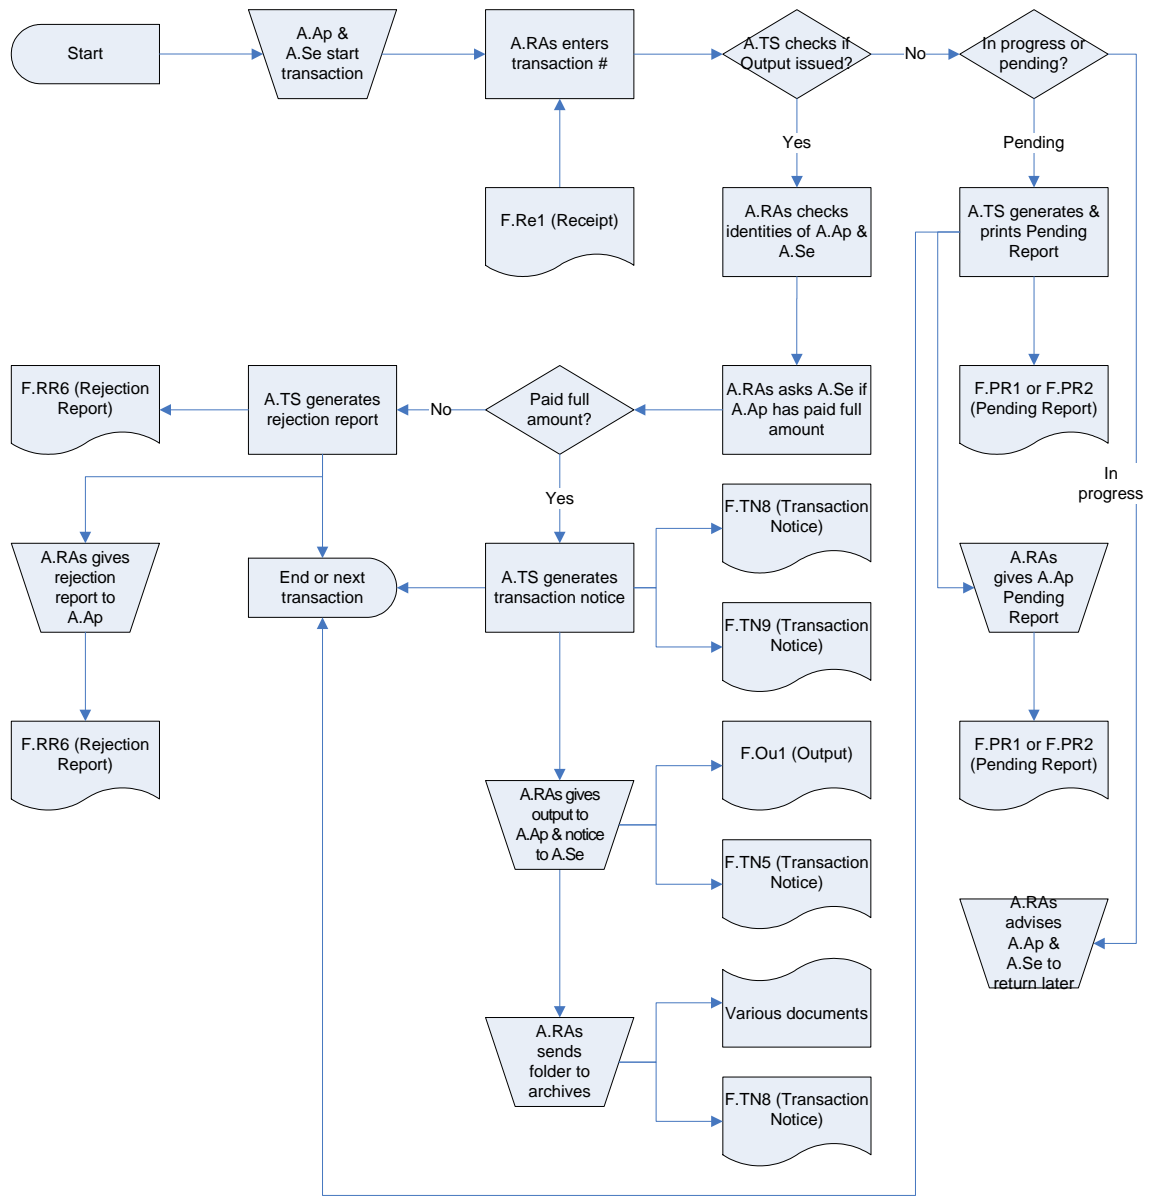 Start
A.Ap &
A.Se start
transaction
A.RAs enters
transaction #
A.TS checks if
Output issued?
No
In progress or
pending?
Yes
Pending
F.Re1 (Receipt)
A.RAs checks
identities of A.Ap &
A.Se
A.TS generates &
prints Pending
Report
F.RR6 (Rejection
Report)
A.TS generates
rejection report
No
Paid full
amount?
A.RAs asks A.Se if
A.Ap has paid full
amount
F.PR1 or F.PR2
(Pending Report)
In
progress
Yes
F.TN8 (Transaction
Notice)
A.RAs gives
rejection
report to
A.Ap
End or next
transaction
A.TS generates
transaction notice
A.RAs
gives A.Ap
Pending
Report
F.TN9 (Transaction
Notice)
F.RR6 (Rejection
Report)
F.Ou1 (Output)
F.PR1 or F.PR2
(Pending Report)
A.RAs gives
output to
A.Ap & notice
to A.Se
F.TN5 (Transaction
Notice)
A.RAs
advises
A.Ap &
A.Se to
return later
Various documents
A.RAs
sends
folder to
archives
F.TN8 (Transaction
Notice)